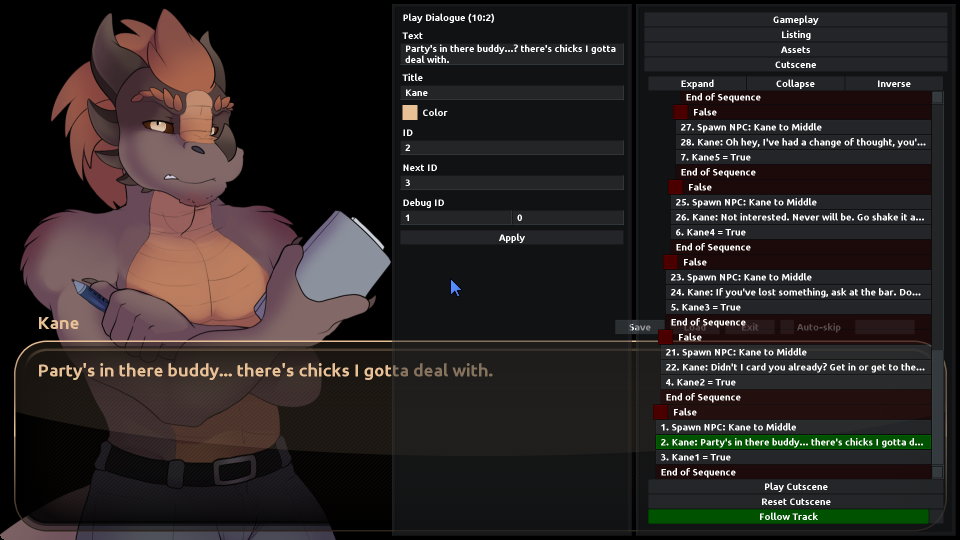 Play Dialogue (10:2)
Text
Party's in there buddy...? there's chicks I gotta
deal with.
Title
Kane
Color
ID
2
Next ID
3
Debug ID
1
0
Apply
Kane
Party's in there buddy... there's chicks I gotta deal with.
Gameplay
Listing
Assets
Cutscene
Expand
Collapse
Inverse
End of Sequence
False
27. Spawn NPC: Kane to Middle
28. Kane: Oh hey, I've had a change of thought, you'...
7. Kane5 = True
End of Sequence
False
25. Spawn NPC: Kane to Middle
26. Kane: Not interested. Never will be. Go shake it a...
6. Kane4 = True
End of Sequence
False
23. Spawn NPC: Kane to Middle
24. Kane: If you've lost something, ask at the bar. Do...
5. Kane3 = True
End of Sequence
Save
Load
Exit
Auto-skip
False
21. Spawn NPC: Kane to Middle
22. Kane: Didn't I card you already? Get in or get to the...
4. Kane2 = True
End of Sequence
False
1. Spawn NPC: Kane to Middle
2. Kane: Party's in there buddy... there's chicks I gotta d...
3. Kane1 = True
End of Sequence
Play Cutscene
Reset Cutscene
Follow Track